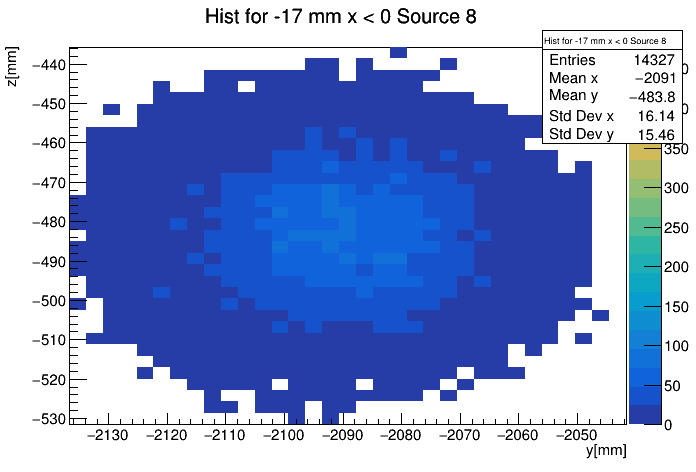 Hist for -17 mm x < 0 Source 8
z[mm]
Hist for -17 mm x < 0 Source 8
Entries 14327
Mean x −2091
Mean y −483.8
Std Dev x 16.14
Std Dev y 15.46
−440
−450
−460
−470
−480
−490
−500
−510
−520
−530
350
300
250
200
150
100
50
0
−2130 −2120 −2110 −2100 −2090 −2080 −2070 −2060 −2050
y[mm]